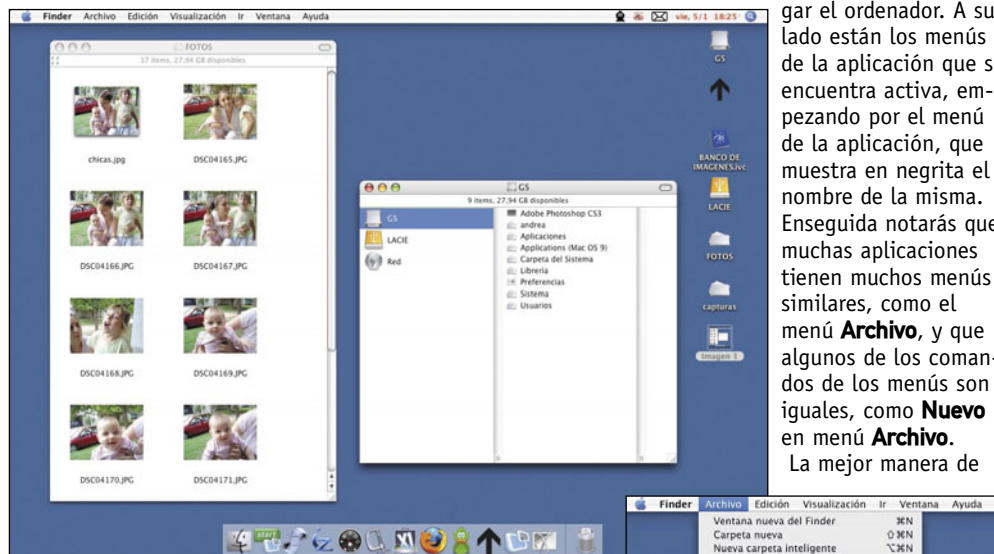 Finder Archivo Edición Visualización Ir Ventana Ayuda
vie, 5/1 18:25
FOTOS
17 items, 27,94 GB disponibles
chicas.jpg
DSC04165.JPG
DSC04166.JPG
DSC04167.JPG
DSC04168.JPG
DSC04169.JPG
DSC04170.JPG
DSC04171.JPG
G5
9 items, 27,94 GB disponibles
G5
LACIE
Red
Adobe Photoshop CS3
andrea
Aplicaciones
Applications (Mac OS 9)
Carpeta del Sistema
Librería
Preferencias
Sistema
Usuarios
G5
BANCO DE
IMAGENES.ivc
LACIE
FOTOS
capturas
Imagen 1
start
gar el ordenador. A su
lado están los menús
de la aplicación que s
encuentra activa, em-
pezando por el menú
de la aplicación, que
muestra en negrita el
nombre de la misma.
Enseguida notarás que
muchas aplicaciones
tienen muchos menús
similares, como el
menú Archivo, y que
algunos de los coman-
dos de los menús son
iguales, como Nuevo
en menú Archivo.
La mejor manera de
Finder Archivo Edición Visualización Ir Ventana Ayuda
Ventana nueva del Finder ⌘N
Carpeta nueva ⇧⌘N
Nueva carpeta inteligente ⌥⌘N